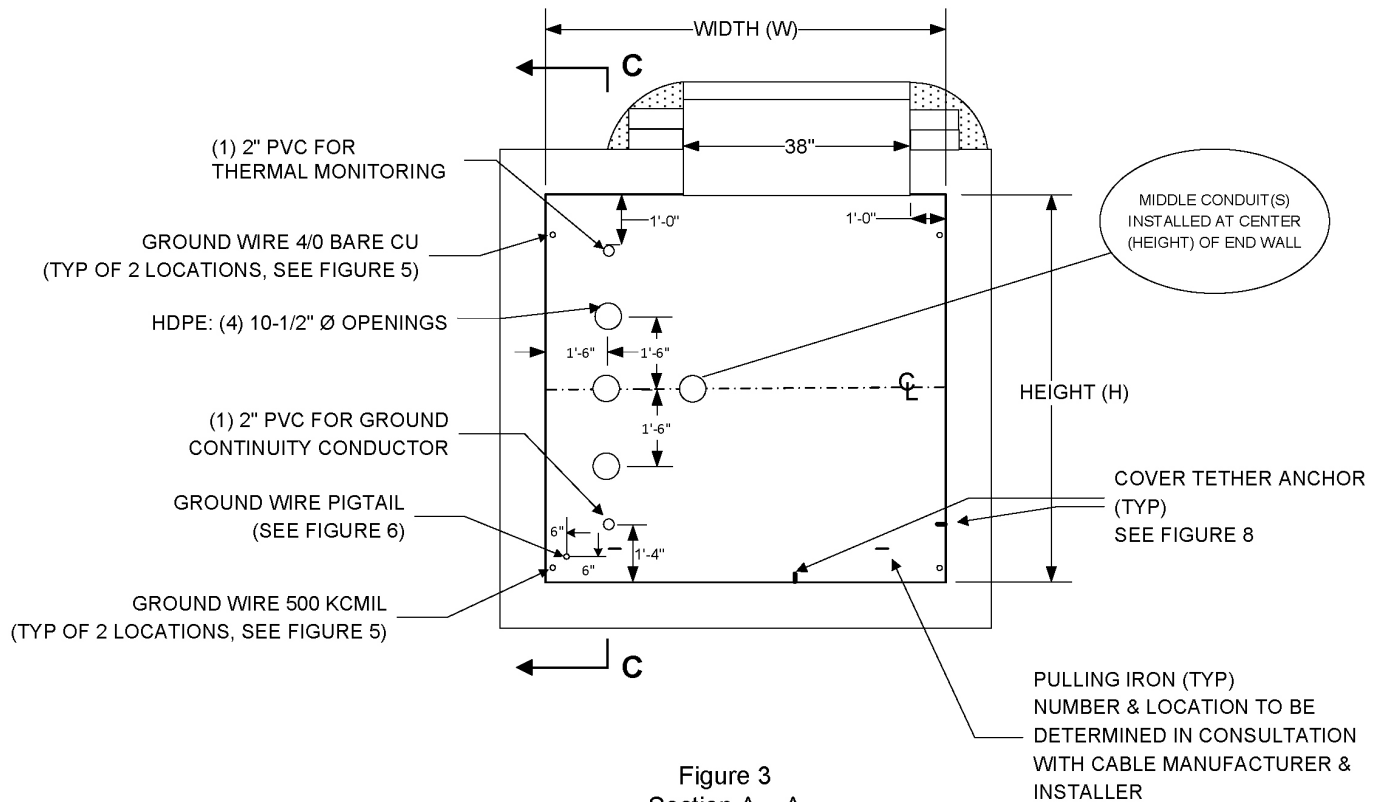 WIDTH (W)
C
(1) 2" PVC FOR
THERMAL MONITORING
38"
MIDDLE CONDUIT(S)
INSTALLED AT CENTER
(HEIGHT) OF END WALL
1'-0"
1'-0"
GROUND WIRE 4/0 BARE CU
(TYP OF 2 LOCATIONS, SEE FIGURE 5)
HDPE: (4) 10-1/2" Ø OPENINGS
1'-6"
1'-6"
CL
HEIGHT (H)
(1) 2" PVC FOR GROUND
CONTINUITY CONDUCTOR
1'-6"
GROUND WIRE PIGTAIL
(SEE FIGURE 6)
6"
6"
1'-4"
COVER TETHER ANCHOR
(TYP)
SEE FIGURE 8
GROUND WIRE 500 KCMIL
(TYP OF 2 LOCATIONS, SEE FIGURE 5)
C
PULLING IRON (TYP)
NUMBER & LOCATION TO BE
DETERMINED IN CONSULTATION
WITH CABLE MANUFACTURER &
INSTALLER
Figure 3